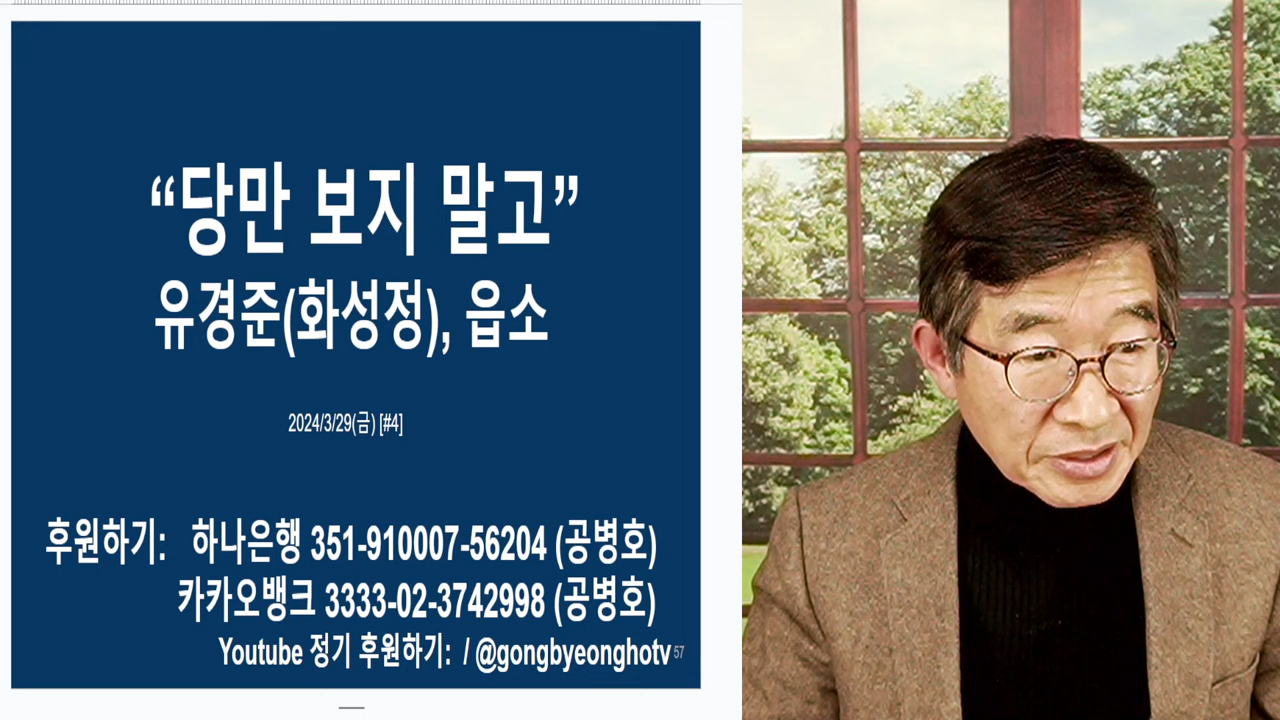 “당만 보지 말고”
유경준(화성정), 읍소
2024/3/29(금) [#4]
후원하기: 하나은행 351-910007-56204 (공병호)
카카오뱅크 3333-02-3742998 (공병호)
Youtube 정기 후원하기: / @gongbyeonghotv
57